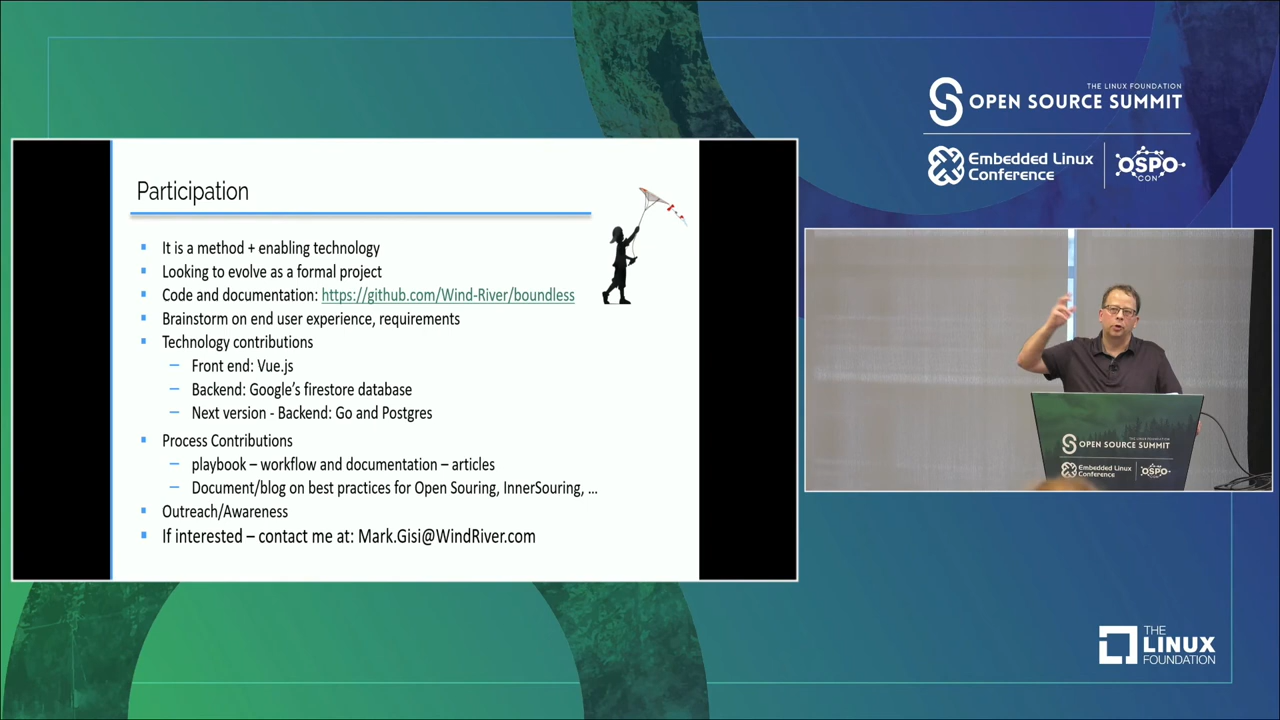 Participation
It is a method + enabling technology
Looking to evolve as a formal project
Code and documentation: https://github.com/Wind-River/boundless
Brainstorm on end user experience, requirements
Technology contributions
– Front end: Vue.js
– Backend: Google's firestore database
– Next version - Backend: Go and Postgres
Process Contributions
– playbook – workflow and documentation – articles
– Document/blog on best practices for Open Souring, InnerSouring, ...
Outreach/Awareness
If interested – contact me at: Mark.Gisi@WindRiver.com
THE LINUX FOUNDATION
OPEN SOURCE SUMMIT
Embedded Linux
Conference
OSPO
CON
THE LINUX FOUNDATION
OPEN SOURCE SUMMIT
Embedded Linux
Conference
OSPO
THE
LINUX
FOUNDATION